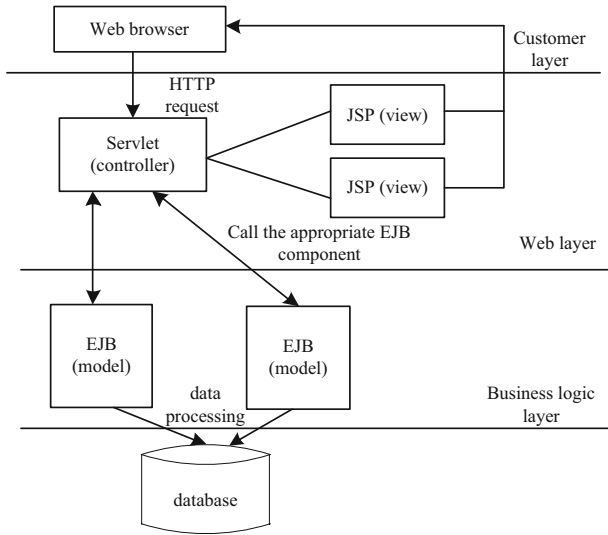 Web browser
Customer
layer
HTTP
request
JSP (view)
Servlet
(controller)
JSP (view)
Call the appropriate EJB
component
Web layer
EJB
(model)
EJB
(model)
data
processing
Business logic
layer
database